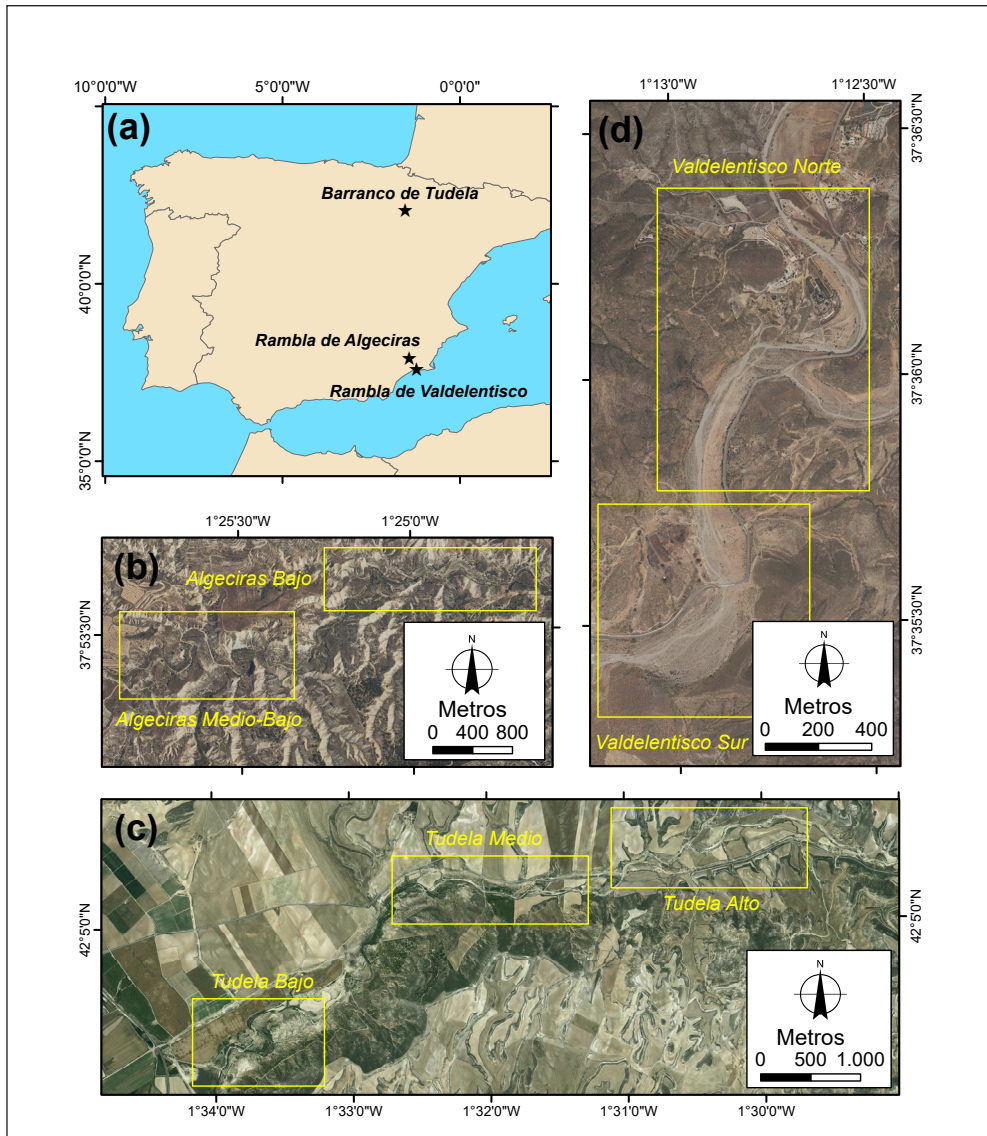 10°0'0"W 5°0'0"W 0°0'0"
(a)
Barranco de Tudela
Rambla de Algeciras
Rambla de Valdelentisco
40°0'0"N
35°0'0"N
1°25'30"W 1°25'0"W
(b)
Algeciras Bajo
Algeciras Medio-Bajo
37°53'30"N
N
Metros
0 400 800
1°13'0"W 1°12'30"W
(d)
Valdelentisco Norte
Valdelentisco Sur
37°36'30"N
37°36'0"N
37°35'30"N
N
Metros
0 200 400
(c)
Tudela Medio
Tudela Alto
Tudela Bajo
42°5'0"N
42°5'0"N
N
Metros
0 500 1.000
1°34'0"W 1°33'0"W 1°32'0"W 1°31'0"W 1°30'0"W